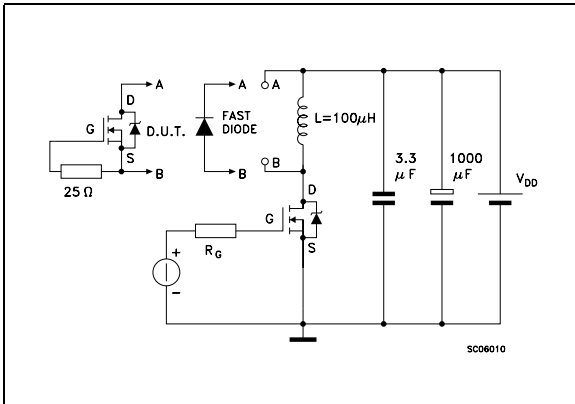 A
D
G
D.U.T.
S
B
25 Ω
A
FAST
DIODE
B
A
L=100μH
B
D
G
S
RG
+
−
3.3
μF
1000
μF
VDD
SC06010